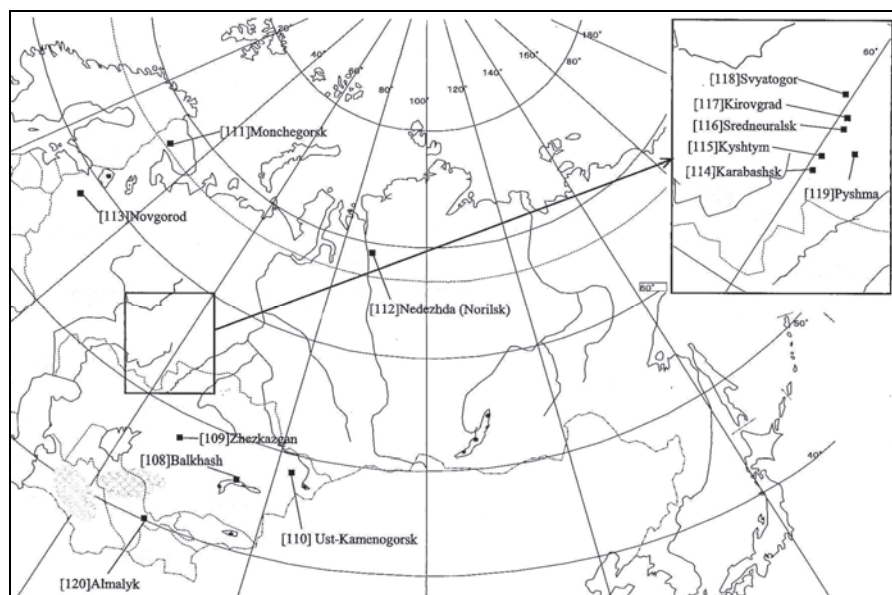 20°
40°
60°
80°
100°
120°
140°
160°
180°
60°
[118]Svyatogor
[117]Kirovgrad
[116]Sredneuralsk
[115]Kyshtym
[114]Karabashsk
[119]Pyshma
[111]Monchegorsk
[113]Novgorod
[112]Nedezhda (Norilsk)
60°
50°
40°
[109]Zhezkazgan
[108]Balkhash
[110] Ust-Kamenogorsk
[120]Almalyk